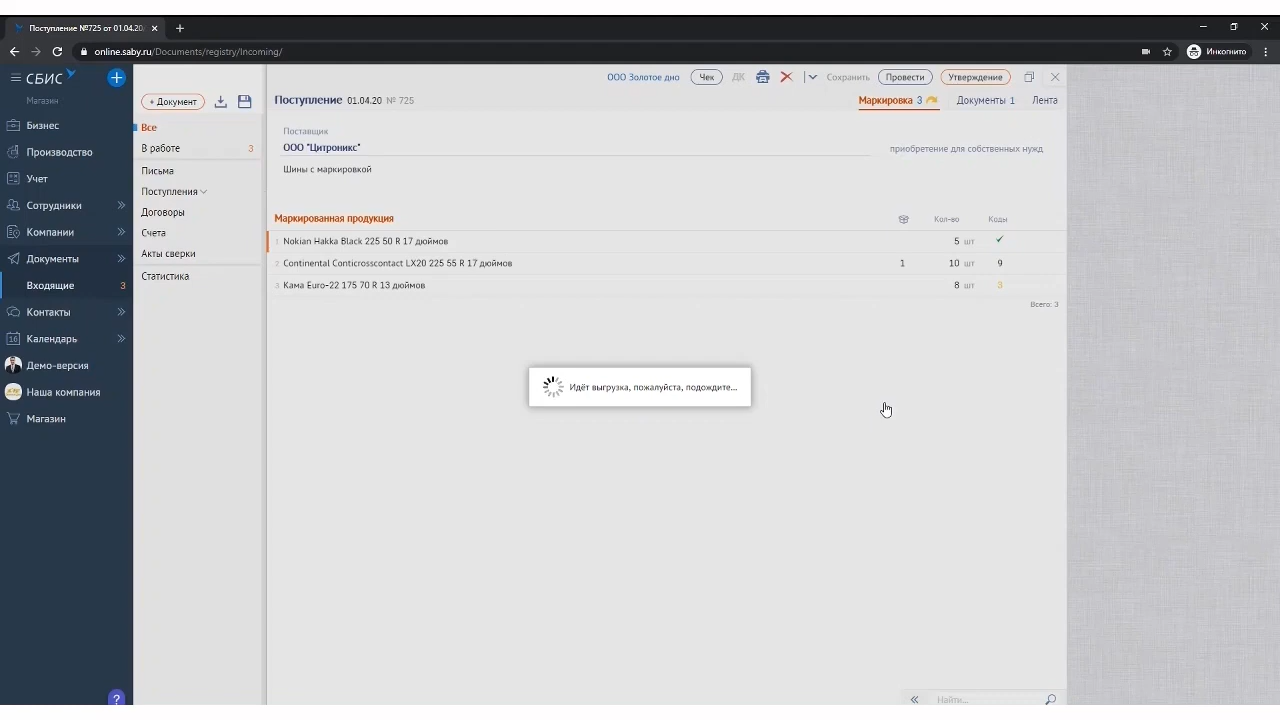 Поступление №725 от 01.04.20
online.saby.ru/Documents/registry/Incoming/
Инкогнито
СБИС
Магазин
Бизнес
Производство
Учет
Сотрудники
Компании
Документы
Входящие 3
Контакты
16 Календарь
Демо-версия
Наша компания
Магазин
?
+ Документ
Все
В работе 3
Письма
Поступления
Договоры
Счета
Акты сверки
Статистика
ООО Золотое дно Чек ДК Сохранить Провести Утверждение
Поступление 01.04.20 № 725 Маркировка 3 Документы 1 Лента
Поставщик
ООО "Цитроникс" приобретение для собственных нужд
Шины с маркировкой
Маркированная продукция Кол-во Коды
1 Nokian Hakka Black 225 50 R 17 дюймов 5 шт
2 Continental Conticrosscontact LX20 225 55 R 17 дюймов 1 10 шт 9
3 Кама Euro-22 175 70 R 13 дюймов 8 шт 3
Всего: 3
Идёт выгрузка, пожалуйста, подождите...
Найти...